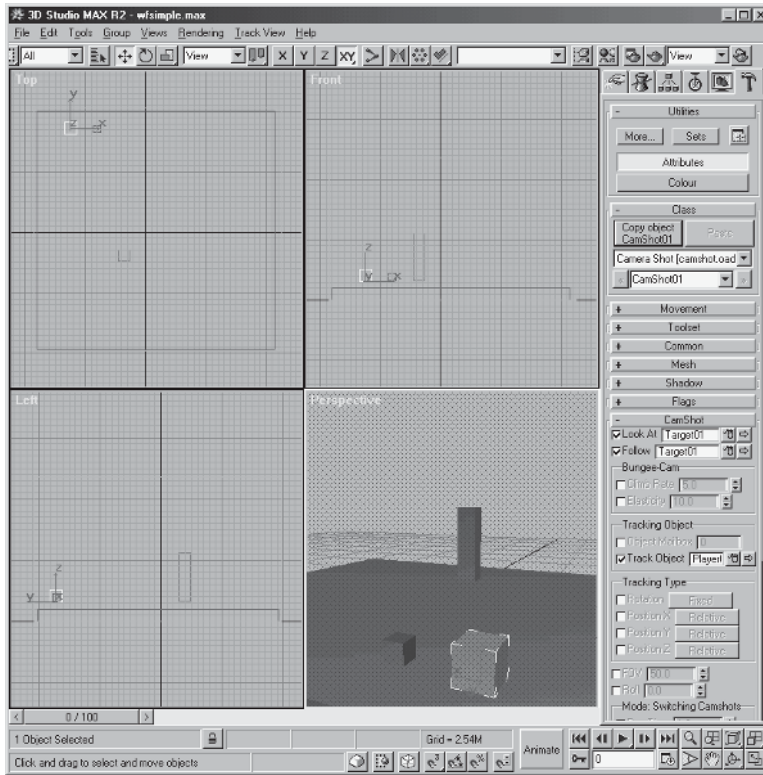 3D Studio MAX R2 - wfsimple.max
File Edit Tools Group Views Rendering Track View Help
All View X Y Z XY View
Top
y
z x
Front
z
y x
Utilities
More... Sets
Attributes
Colour
Class
Copy object CamShot01 Paste
Camera Shot [camshot.oad
CamShot01
Movement
Toolset
Common
Mesh
Shadow
Flags
CamShot
Look At Target01
Follow Target01
Bungee-Cam
Climb Rate 5.0
Elasticity 10.0
Tracking Object
Object Mailbox 0
Track Object Player
Tracking Type
Rotation Fixed
Position X Relative
Position Y Relative
Position Z Relative
FOV 50.0
Roll 0.0
Mode: Switching Camshots
Left
z
y x
Perspective
0 / 100
1 Object Selected Grid = 2.54M
Click and drag to select and move objects
Animate
0